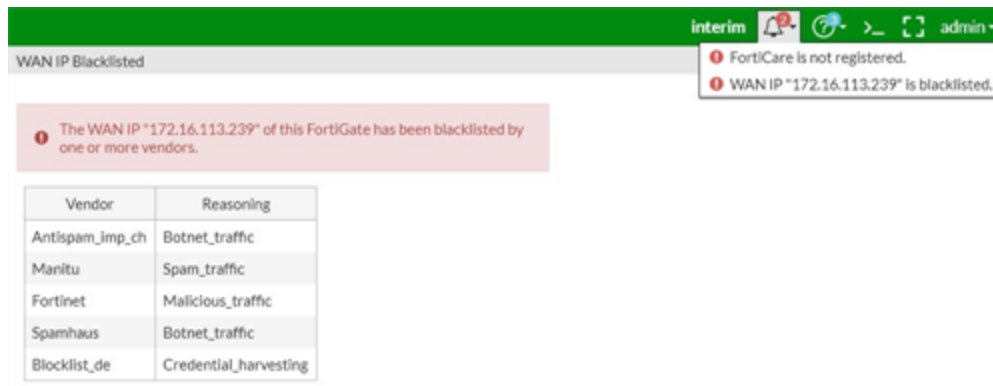 interim 2 >_ admin
WAN IP Blacklisted
FortiCare is not registered.
WAN IP "172.16.113.239" is blacklisted.
The WAN IP "172.16.113.239" of this FortiGate has been blacklisted by
one or more vendors.
Vendor Reasoning
Antispam_imp_ch Botnet_traffic
Manitu Spam_traffic
Fortinet Malicious_traffic
Spamhaus Botnet_traffic
Blocklist_de Credential_harvesting